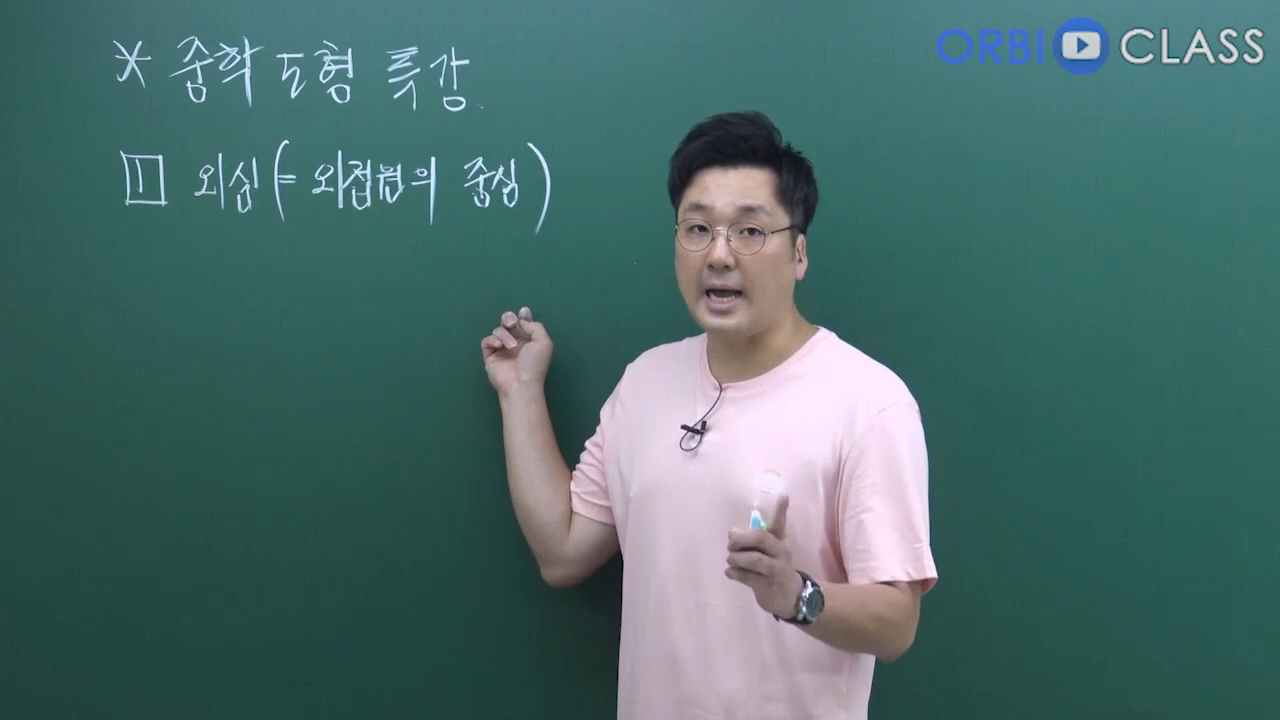 ORBI CLASS
* 중학 도형 특강.
1 외심 (= 외접원의 중심)